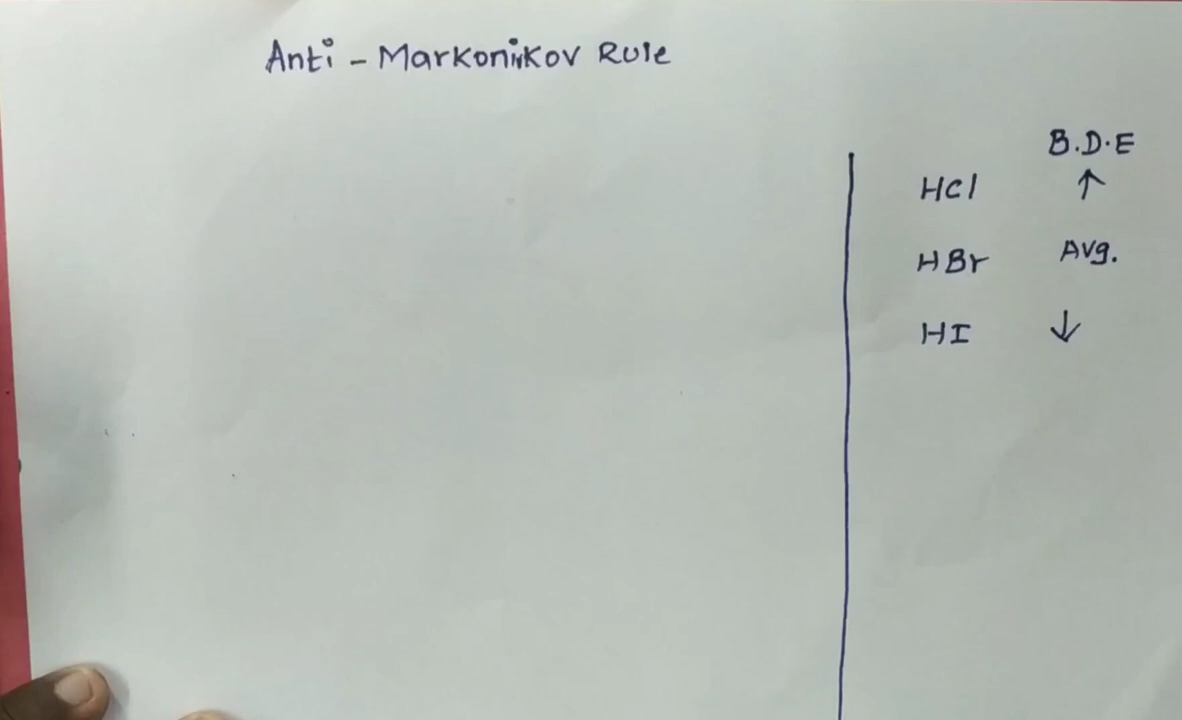 Anti - Markonikov Rule
B.D.E
HCl ↑
HBr Avg.
HI ↓